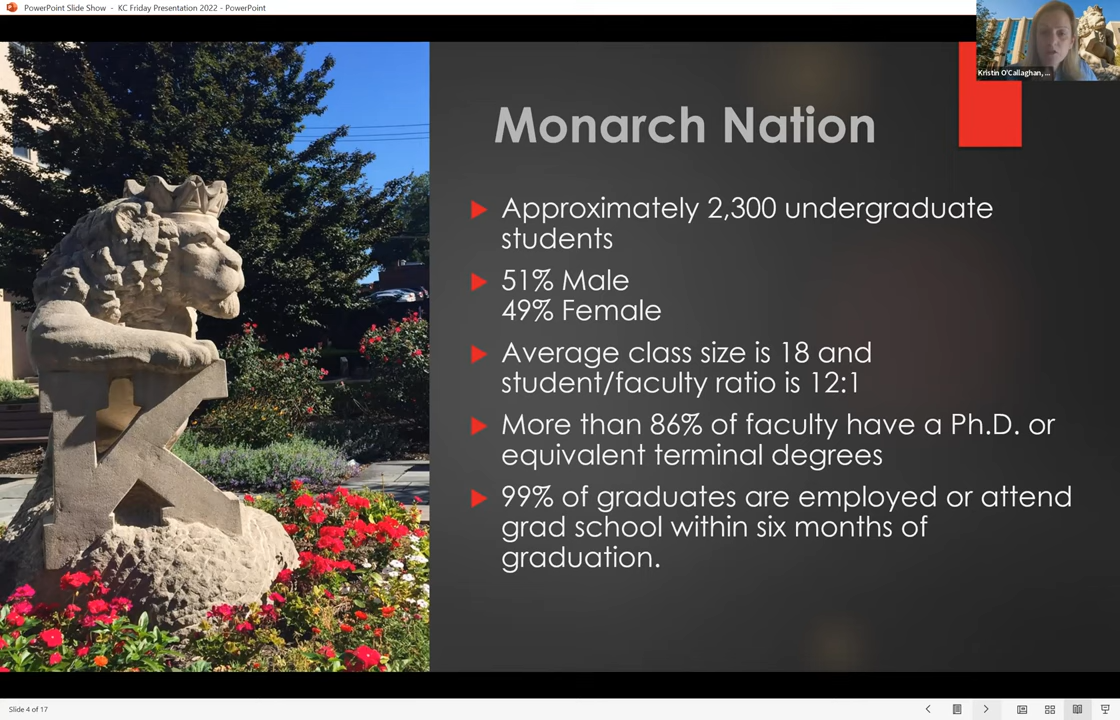 PowerPoint Slide Show - KC Friday Presentation 2022 - PowerPoint
Kristin O'Callaghan, ...
Monarch Nation
Approximately 2,300 undergraduate
students
51% Male
49% Female
Average class size is 18 and
student/faculty ratio is 12:1
More than 86% of faculty have a Ph.D. or
equivalent terminal degrees
99% of graduates are employed or attend
grad school within six months of
graduation.
K
Slide 4 of 17